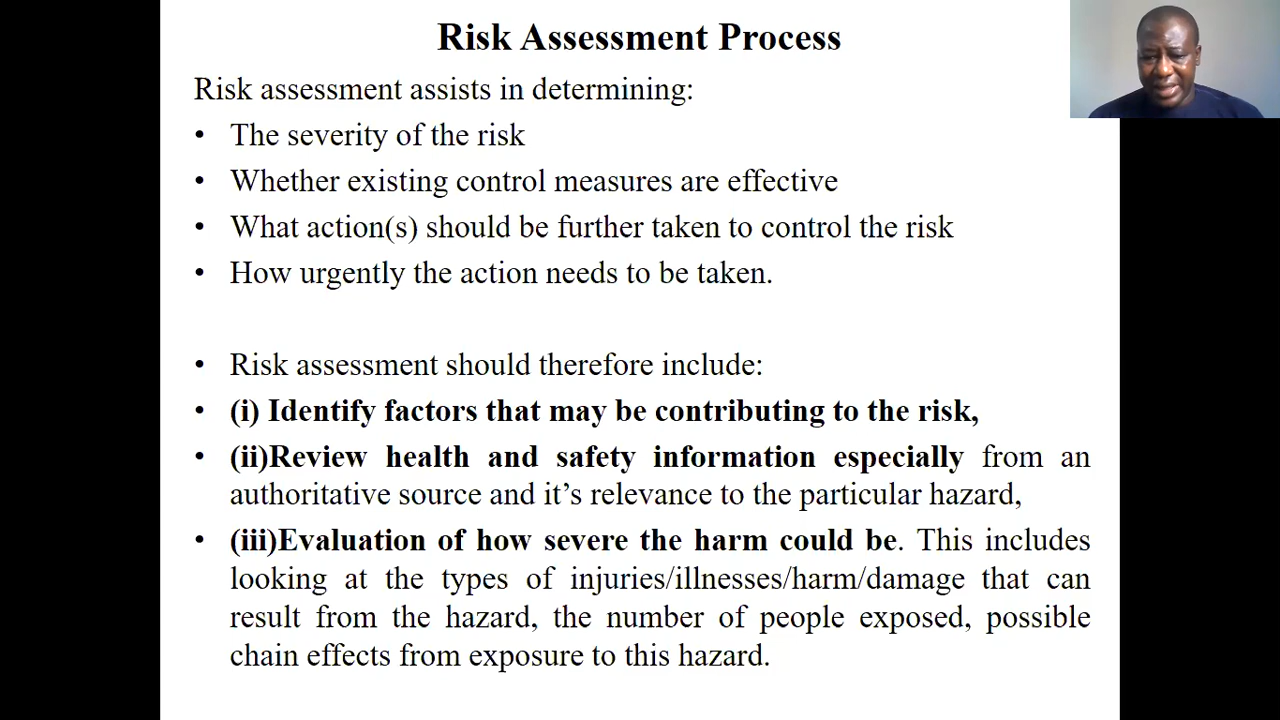 Risk Assessment Process
Risk assessment assists in determining:
• The severity of the risk
• Whether existing control measures are effective
• What action(s) should be further taken to control the risk
• How urgently the action needs to be taken.
• Risk assessment should therefore include:
• (i) Identify factors that may be contributing to the risk,
• (ii)Review health and safety information especially from an
authoritative source and it’s relevance to the particular hazard,
• (iii)Evaluation of how severe the harm could be. This includes
looking at the types of injuries/illnesses/harm/damage that can
result from the hazard, the number of people exposed, possible
chain effects from exposure to this hazard.